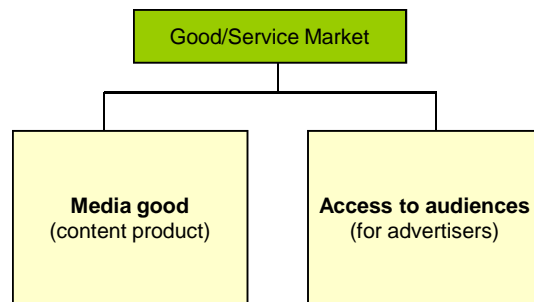 Good/Service Market
Media good
(content product)
Access to audiences
(for advertisers)